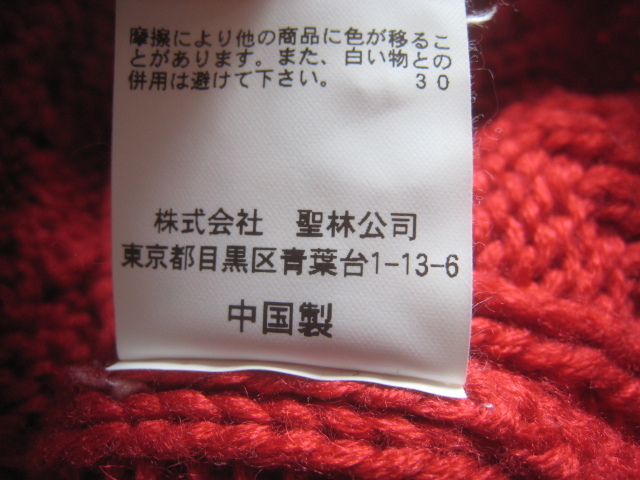 摩擦により他の商品に色が移るこ
とがあります。また、白い物との
併用は避けて下さい。 30
株式会社 聖林公司
東京都目黒区青葉台1-13-6
中国製